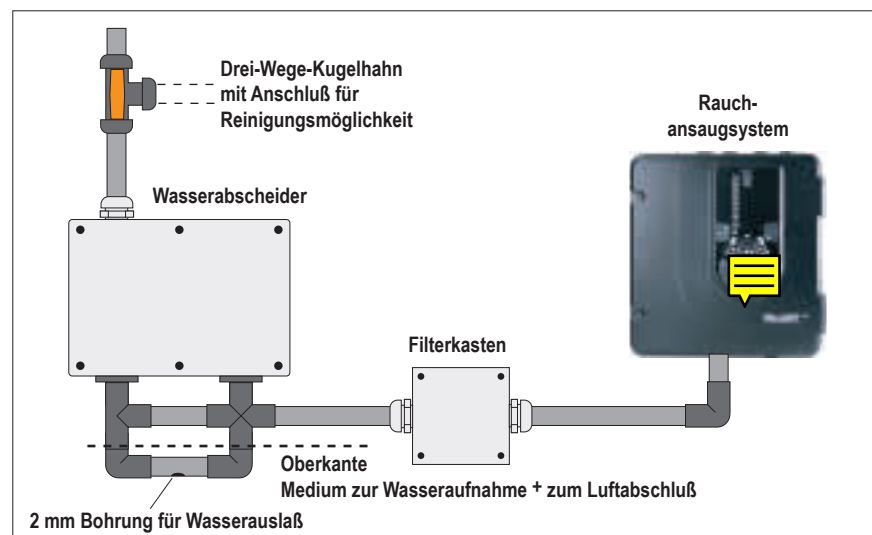 Drei-Wege-Kugelhahn
mit Anschluß für
Reinigungsmöglichkeit
Rauch-
ansaugsystem
Wasserabscheider
Filterkasten
Oberkante
Medium zur Wasseraufnahme + zum Luftabschluß
2 mm Bohrung für Wasserauslaß